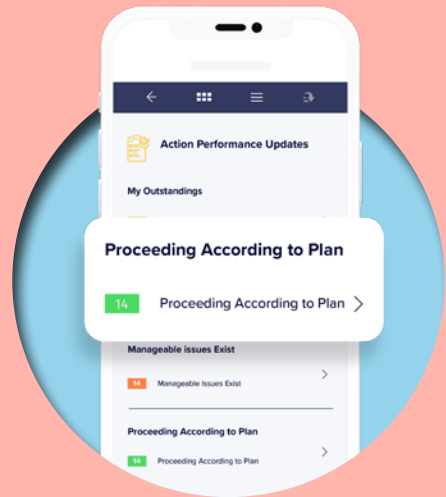 Action Performance Updates
My Outstandings
Proceeding According to Plan
14 Proceeding According to Plan
Manageable issues Exist
14 Manageable Issues Exist
Proceeding According to Plan
14 Proceeding According to Plan